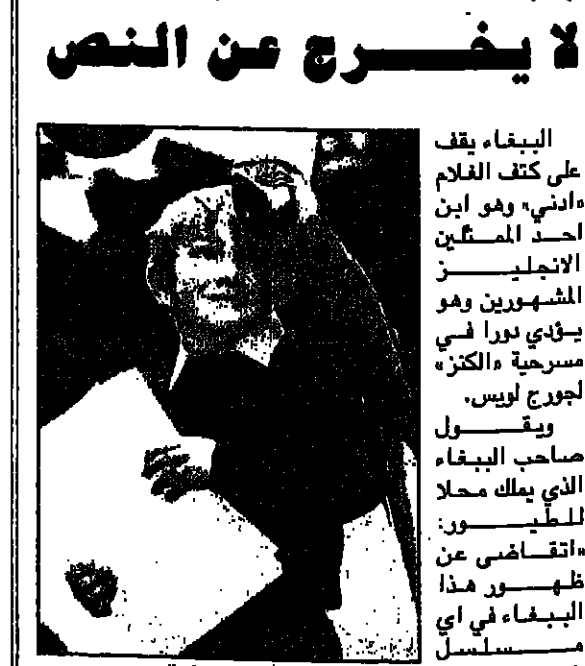 لا يخرج عن النص
الببغاء يقف
على كتف الغلام
«ادني» وهو ابن
احد الممثلين
الانجليز
المشهورين وهو
يؤدي دورا في
مسرحية «الكنز»
لجورج لويس.
ويقول
صاحب الببغاء
الذي يملك محلا
للطيور:
«اتقاضى عن
ظهور هذا
الببغاء في اي
مسلسل